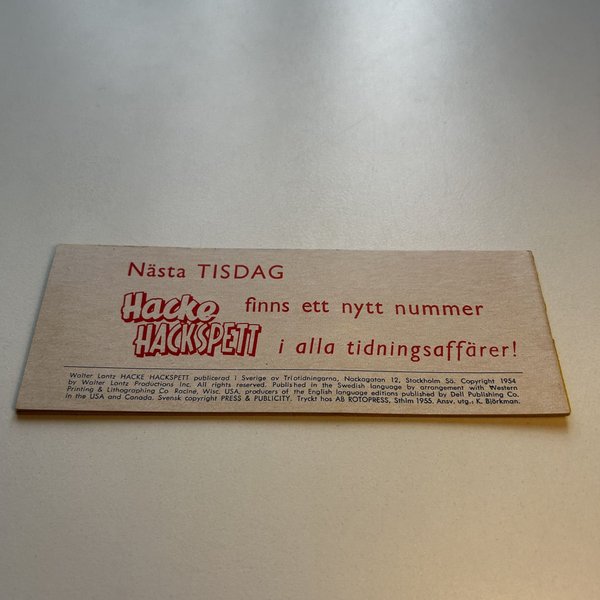 Nästa TISDAG
Hacke finns ett nytt nummer
HACKSPETT i alla tidningsaffärer!
Walter Lantz HACKE HACKSPETT publicerad i Sverige av Triotidningarna, Nackagatan 12, Stockholm Sö. Copyright 1954
by Walter Lantz Productions Inc. All rights reserved. Published in the Swedish language by arrangement with Western
Printing & Lithographing Co. Racine, Wisc. USA, producers of the English language editions published by Dell Publishing Co.
in the USA and Canada. Svensk copyright PRESS & PUBLICITY. Tryckt hos AB ROTOPRESS, Sthlm 1955. Ansv. utg.: K. Björkman.